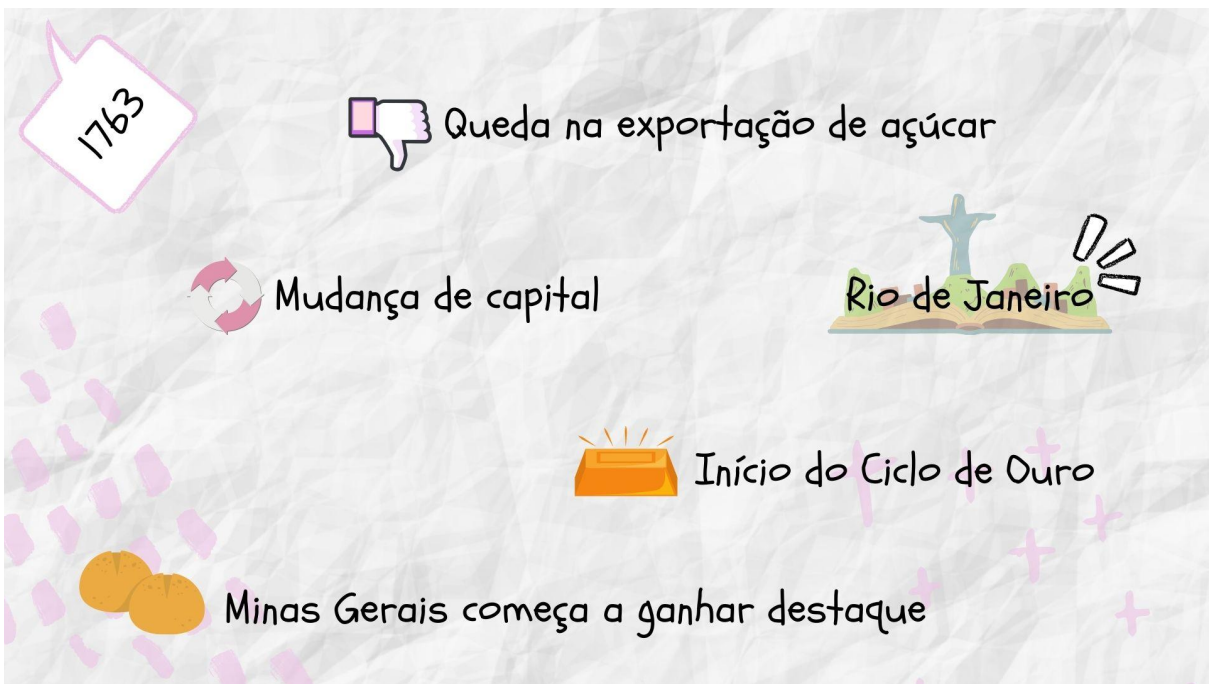 1763
Queda na exportação de açúcar
Mudança de capital
Rio de Janeiro
Início do Ciclo de Ouro
Minas Gerais começa a ganhar destaque